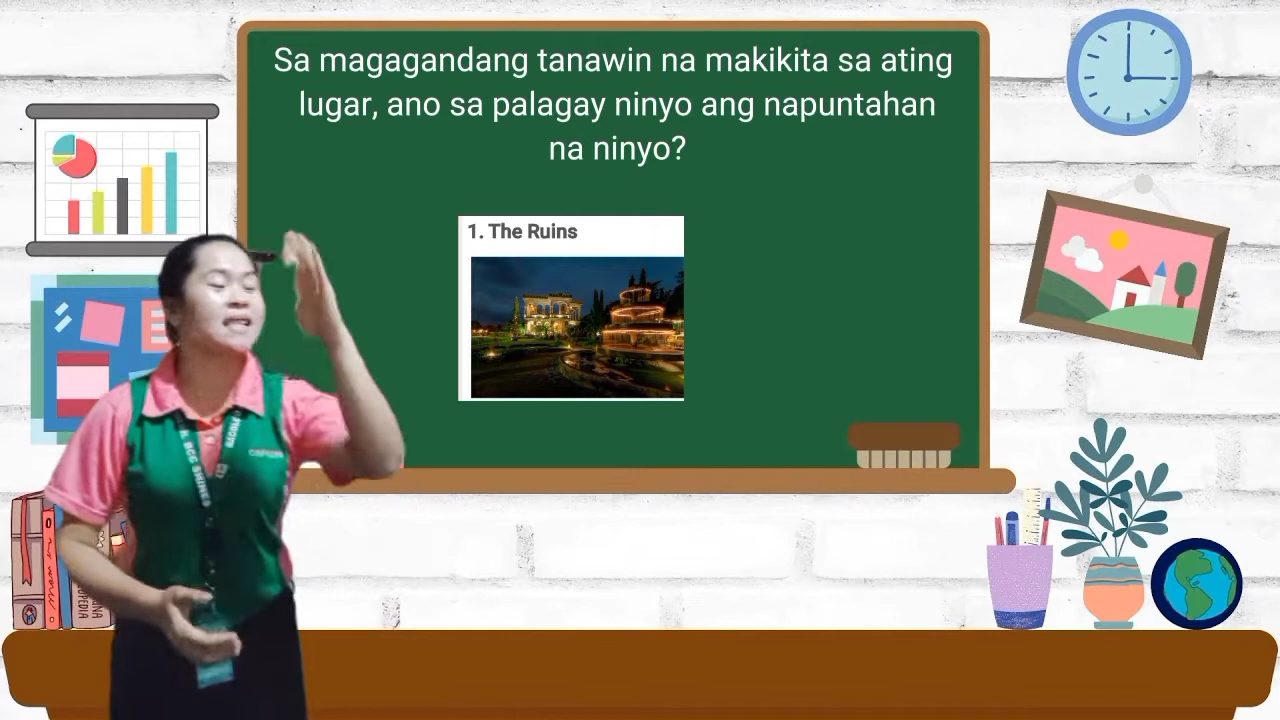 Sa magagandang tanawin na makikita sa ating
lugar, ano sa palagay ninyo ang napuntahan
na ninyo?
1. The Ruins